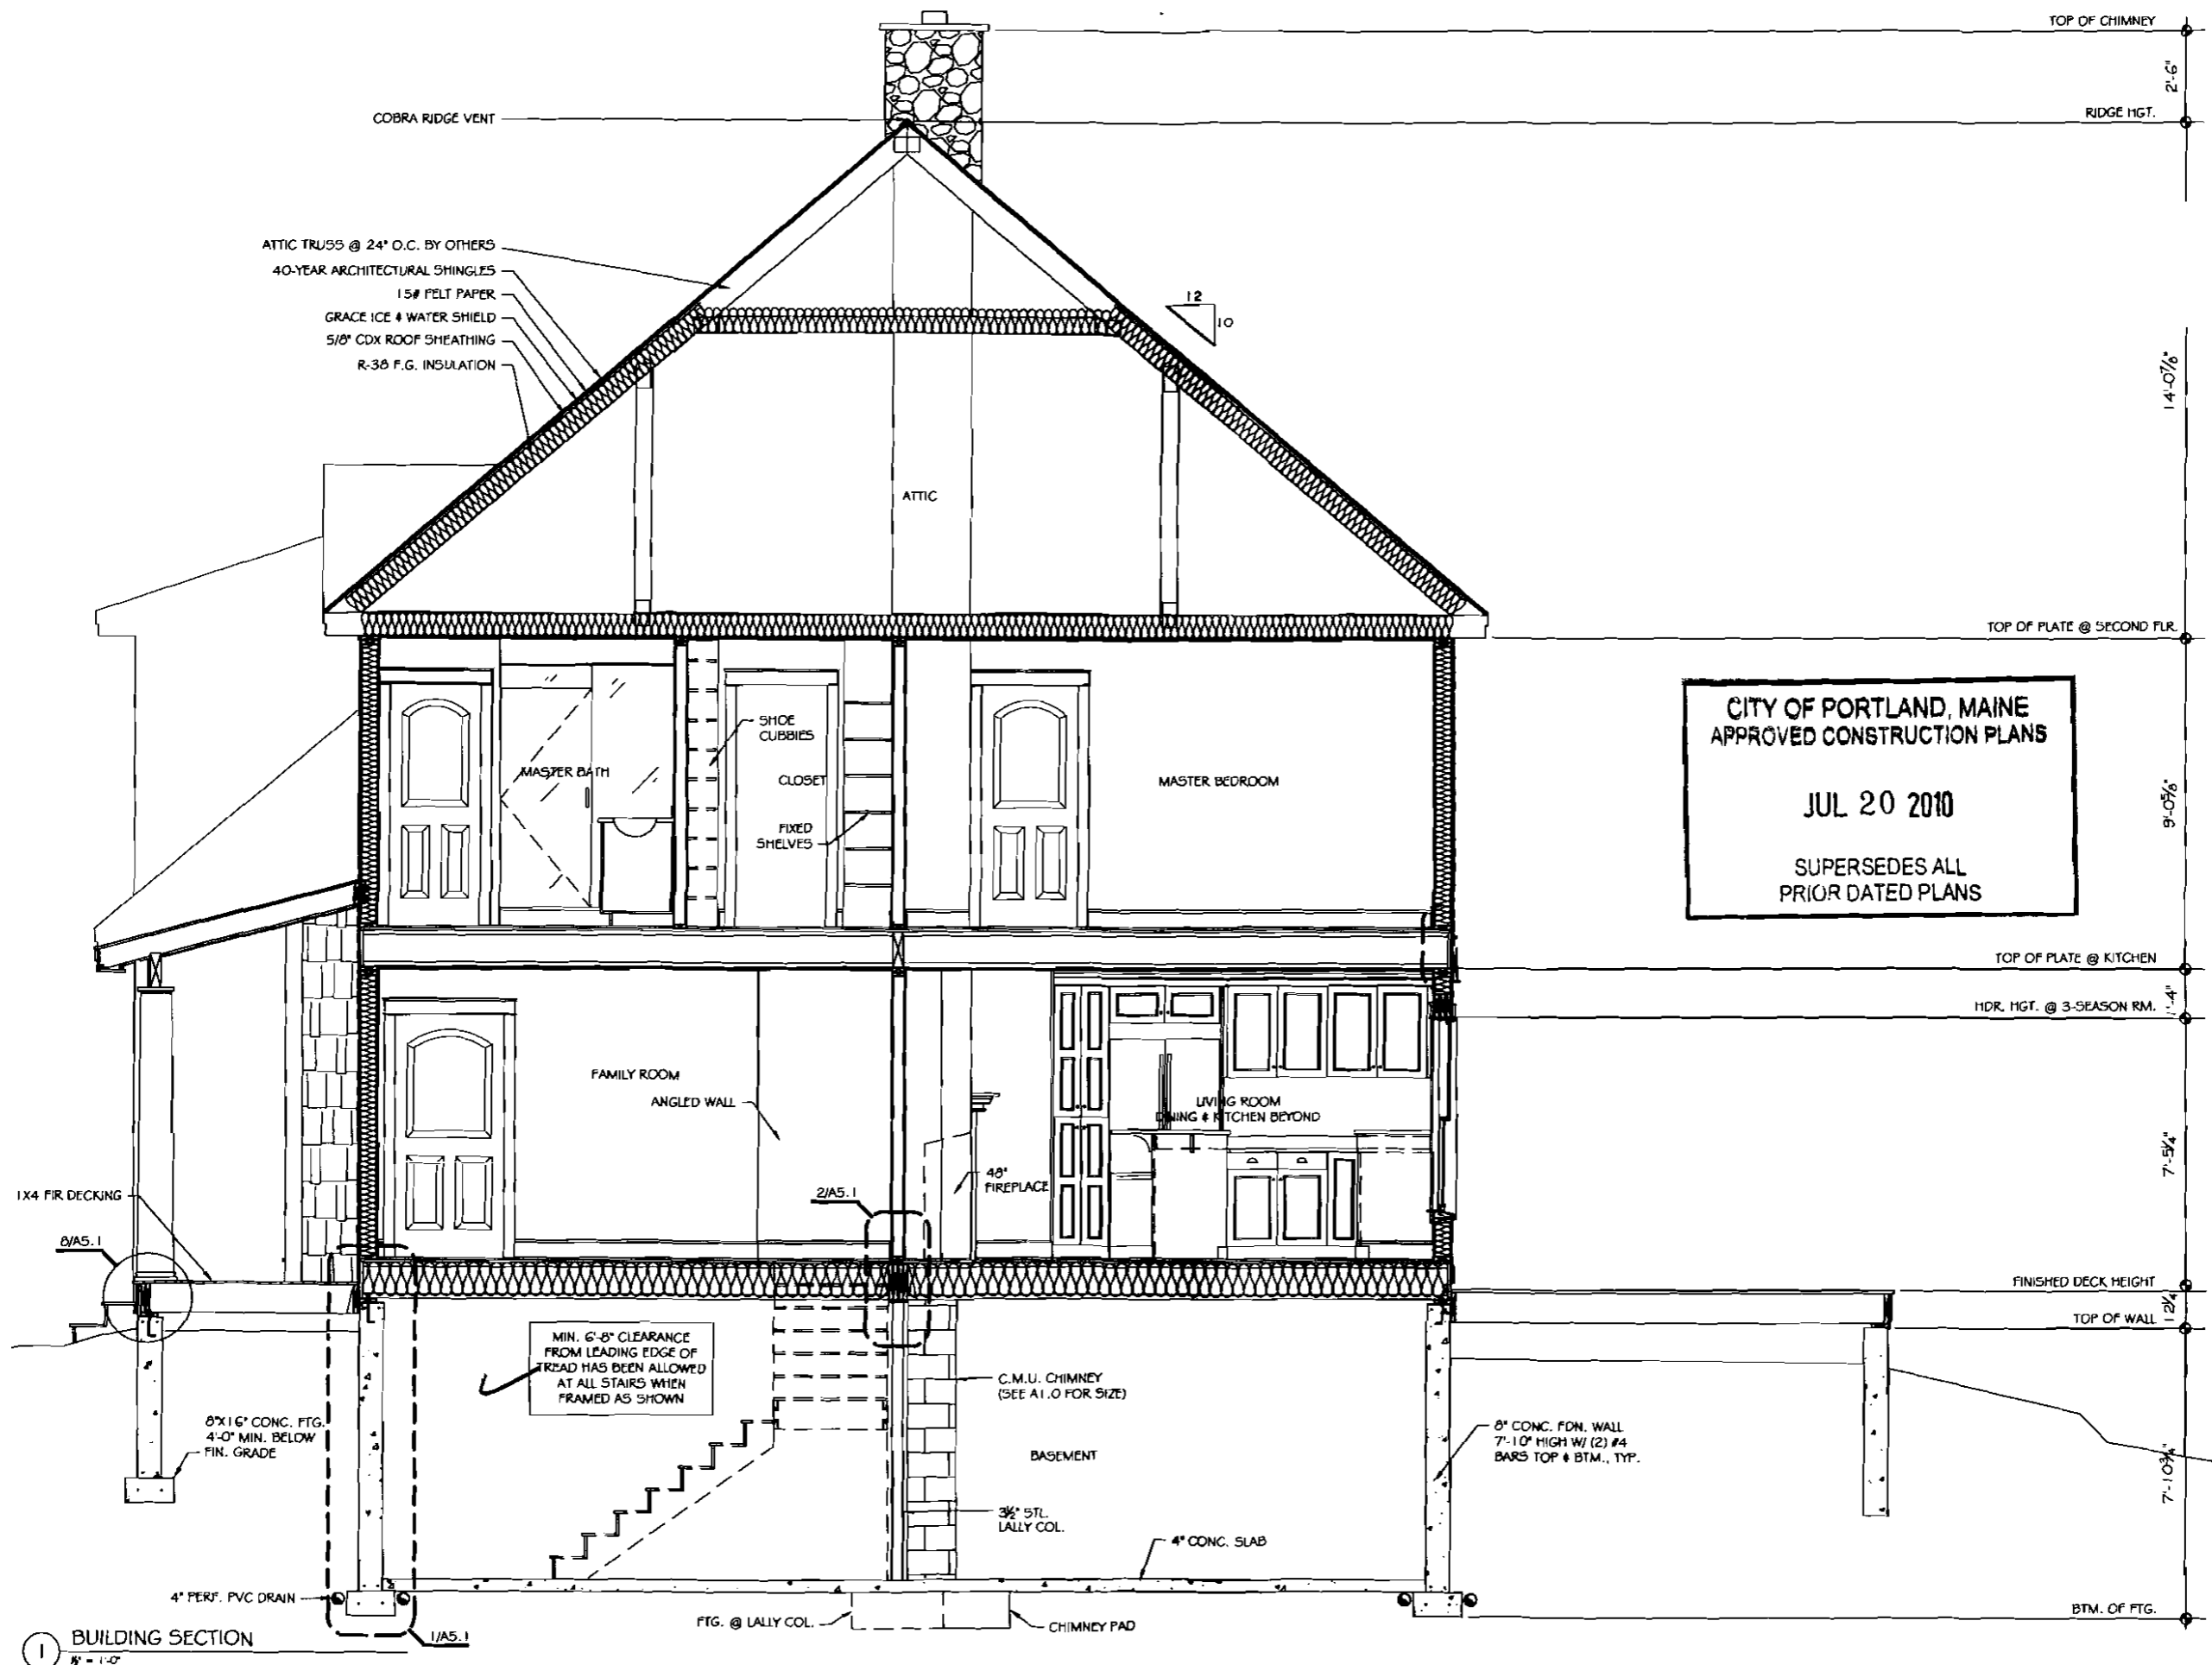 TOP OF CHIMNEY
2'-6"
COBRA RIDGE VENT
RIDGE HGT.
ATTIC TRUSS @ 24" O.C. BY OTHERS
40-YEAR ARCHITECTURAL SHINGLES
15# FELT PAPER
GRACE ICE & WATER SHIELD
5/8" CDX ROOF SHEATHING
R-38 F.G. INSULATION
12
10
14'-0⅞"
ATTIC
TOP OF PLATE @ SECOND FLR.
CITY OF PORTLAND, MAINE
APPROVED CONSTRUCTION PLANS
JUL 20 2010
SUPERSEDES ALL
PRIOR DATED PLANS
SHOE
CUBBIES
MASTER BATH
CLOSET
MASTER BEDROOM
FIXED
SHELVES
9'-0⅝"
TOP OF PLATE @ KITCHEN
HDR. HGT. @ 3-SEASON RM.
FAMILY ROOM
ANGLED WALL
LIVING ROOM
DINING & KITCHEN BEYOND
48"
FIREPLACE
7'-5¼"
1X4 FIR DECKING
2/A5.1
8/A5.1
FINISHED DECK HEIGHT
TOP OF WALL
MIN. 6'-8" CLEARANCE
FROM LEADING EDGE OF
TREAD HAS BEEN ALLOWED
AT ALL STAIRS WHEN
FRAMED AS SHOWN
C.M.U. CHIMNEY
(SEE A1.0 FOR SIZE)
8"X16" CONC. FTG.
4'-0" MIN. BELOW
FIN. GRADE
8" CONC. FDN. WALL
7'-10" HIGH W/ (2) #4
BARS TOP & BTM., TYP.
BASEMENT
7'-10¾"
3½" STL.
LALLY COL.
4" CONC. SLAB
4" PERF. PVC DRAIN
FTG. @ LALLY COL.
CHIMNEY PAD
BTM. OF FTG.
1/A5.1
1 BUILDING SECTION